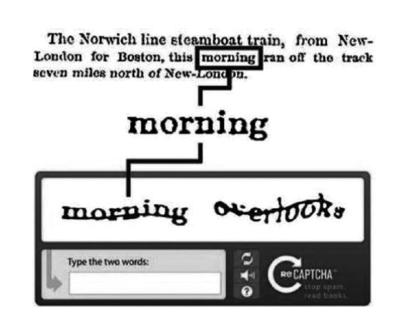 The Norwich line steamboat train, from New-
London for Boston, this morning ran off the track
seven miles north of New-London.
morning
morning overlooks
Type the two words:
reCAPTCHA™
stop spam.
read books.